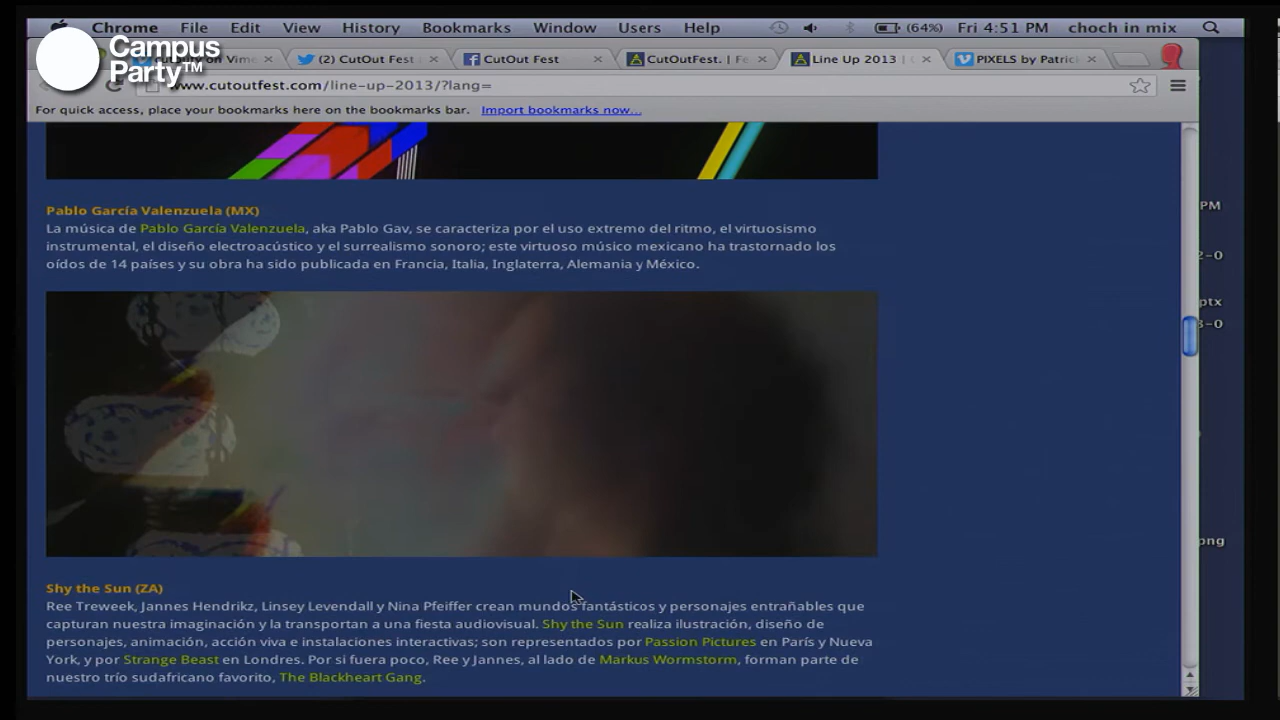 Chrome File Edit View History Bookmarks Window Users Help (64%) Fri 4:51 PM choch in mix
Campus
Party™
on Vim
(2) CutOut Fest
CutOut Fest
CutOutFest. | Fe
Line Up 2013 |
PIXELS by Patric
www.cutoutfest.com/line-up-2013/?lang=
For quick access, place your bookmarks here on the bookmarks bar. Import bookmarks now...
Pablo García Valenzuela (MX)
La música de Pablo García Valenzuela, aka Pablo Gav, se caracteriza por el uso extremo del ritmo, el virtuosismo
instrumental, el diseño electroacústico y el surrealismo sonoro; este virtuoso músico mexicano ha trastornado los
oídos de 14 países y su obra ha sido publicada en Francia, Italia, Inglaterra, Alemania y México.
Shy the Sun (ZA)
Ree Treweek, Jannes Hendrikz, Linsey Levendall y Nina Pfeiffer crean mundos fantásticos y personajes entrañables que
capturan nuestra imaginación y la transportan a una fiesta audiovisual. Shy the Sun realiza ilustración, diseño de
personajes, animación, acción viva e instalaciones interactivas; son representados por Passion Pictures en París y Nueva
York, y por Strange Beast en Londres. Por si fuera poco, Ree y Jannes, al lado de Markus Wormstorm, forman parte de
nuestro trío sudafricano favorito, The Blackheart Gang.
PM
2-0
ptx
3-0
png